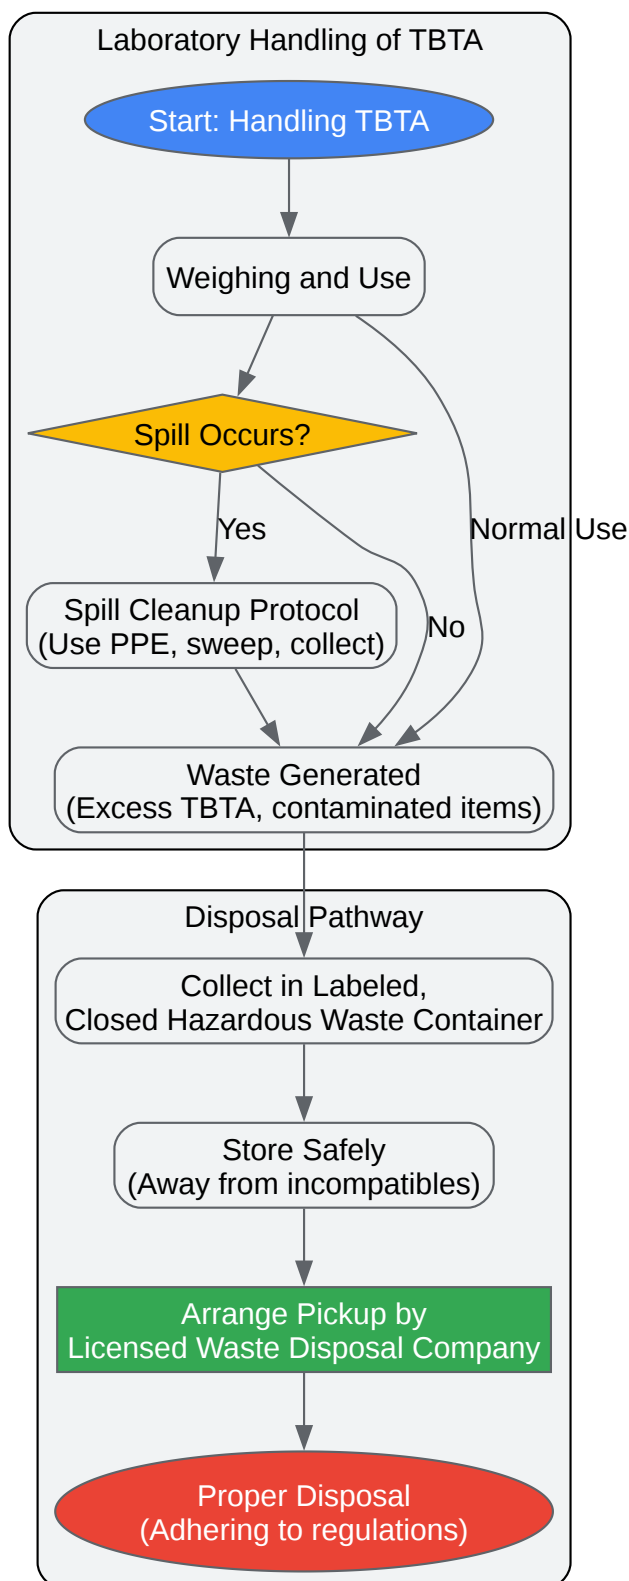 Laboratory Handling of TBTA
Start: Handling TBTA
Weighing and Use
Spill Occurs?
Yes
Normal Use
Spill Cleanup Protocol
(Use PPE, sweep, collect)
No
Waste Generated
(Excess TBTA, contaminated items)
Disposal Pathway
Collect in Labeled,
Closed Hazardous Waste Container
Store Safely
(Away from incompatibles)
Arrange Pickup by
Licensed Waste Disposal Company
Proper Disposal
(Adhering to regulations)